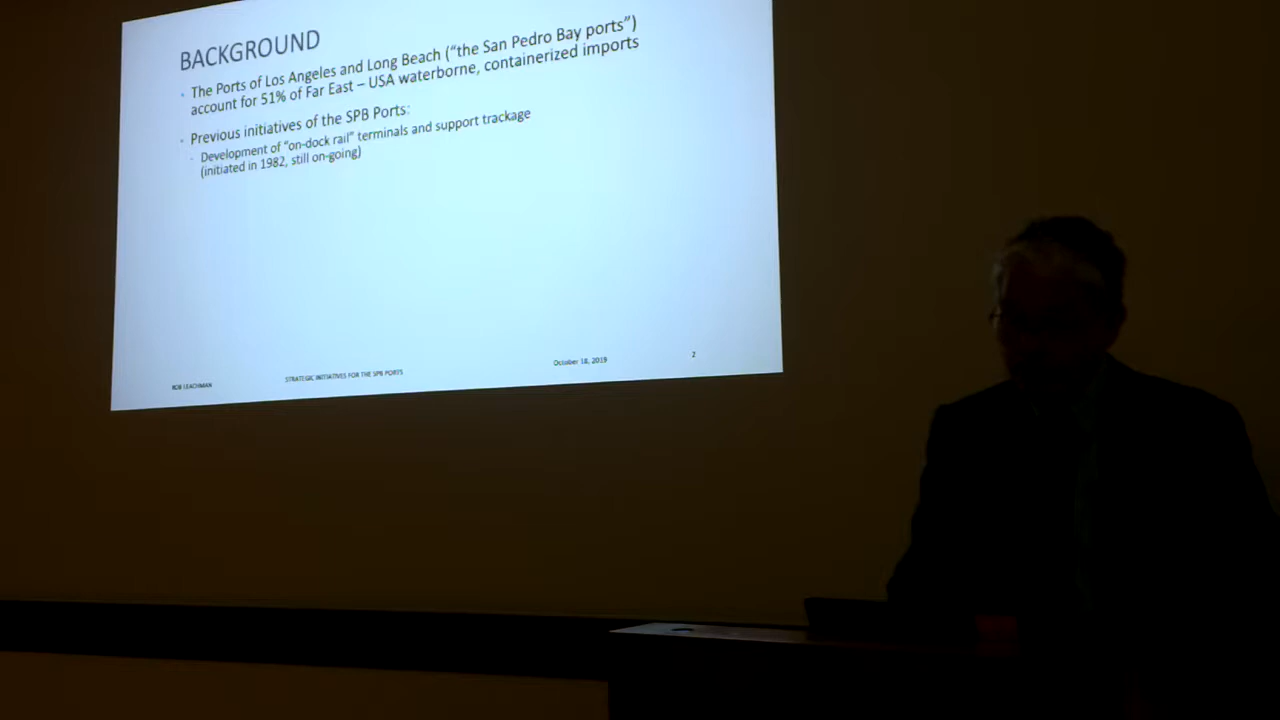 BACKGROUND
• The Ports of Los Angeles and Long Beach (“the San Pedro Bay ports”)
account for 51% of Far East – USA waterborne, containerized imports
• Previous initiatives of the SPB Ports:
• Development of “on-dock rail” terminals and support trackage
(initiated in 1982, still on-going)
ROB LEACHMAN
STRATEGIC INITIATIVES FOR THE SPB PORTS
October 18, 2019
2